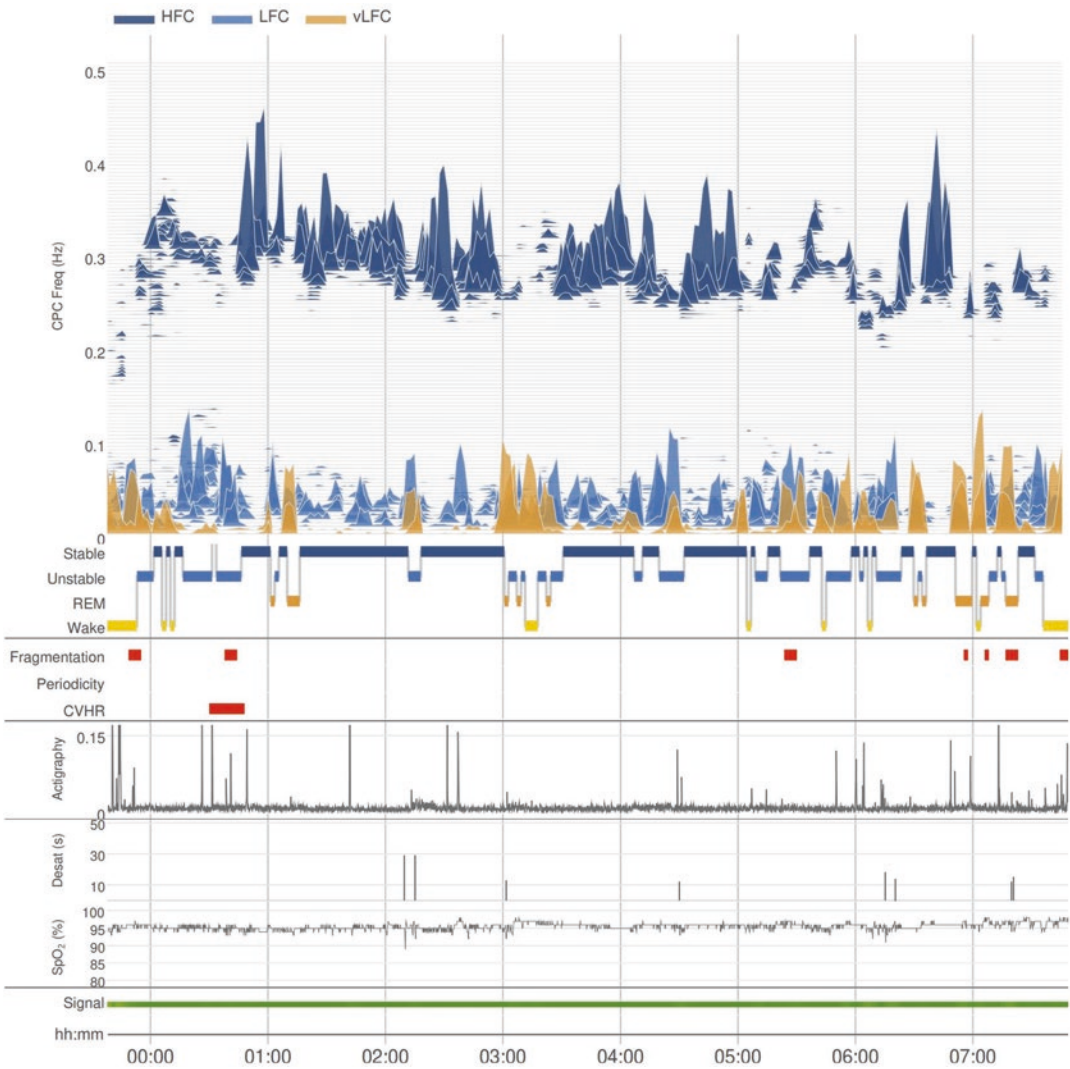 HFC LFC vLFC
CPC Freq (Hz)
0.5
0.4
0.3
0.2
0.1
0
Stable
Unstable
REM
Wake
Fragmentation
Periodicity
CVHR
Actigraphy
0.15
0
Desat (s)
50
30
10
SpO₂ (%)
100
95
90
85
80
Signal
hh:mm
00:00 01:00 02:00 03:00 04:00 05:00 06:00 07:00